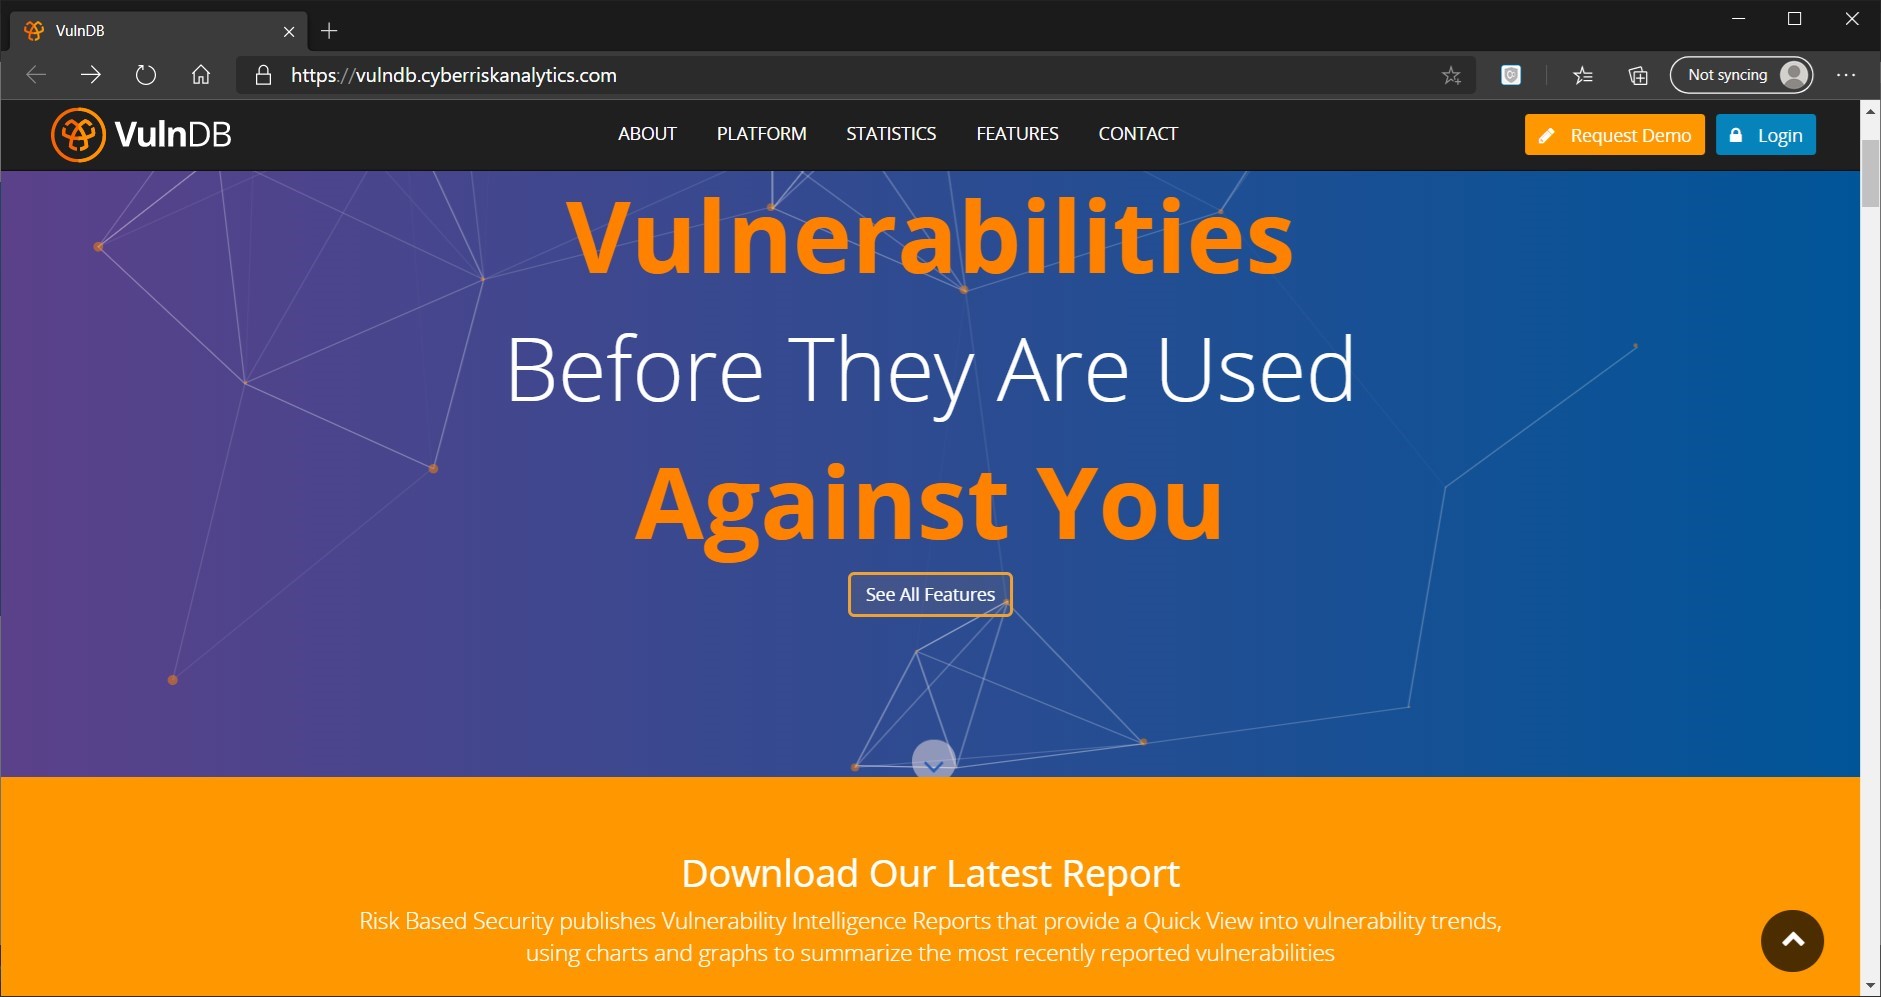 VulnDB
https://vulndb.cyberriskanalytics.com
Not syncing
VulnDB
ABOUT PLATFORM STATISTICS FEATURES CONTACT
Request Demo
Login
Vulnerabilities
Before They Are Used
Against You
See All Features
Download Our Latest Report
Risk Based Security publishes Vulnerability Intelligence Reports that provide a Quick View into vulnerability trends,
using charts and graphs to summarize the most recently reported vulnerabilities